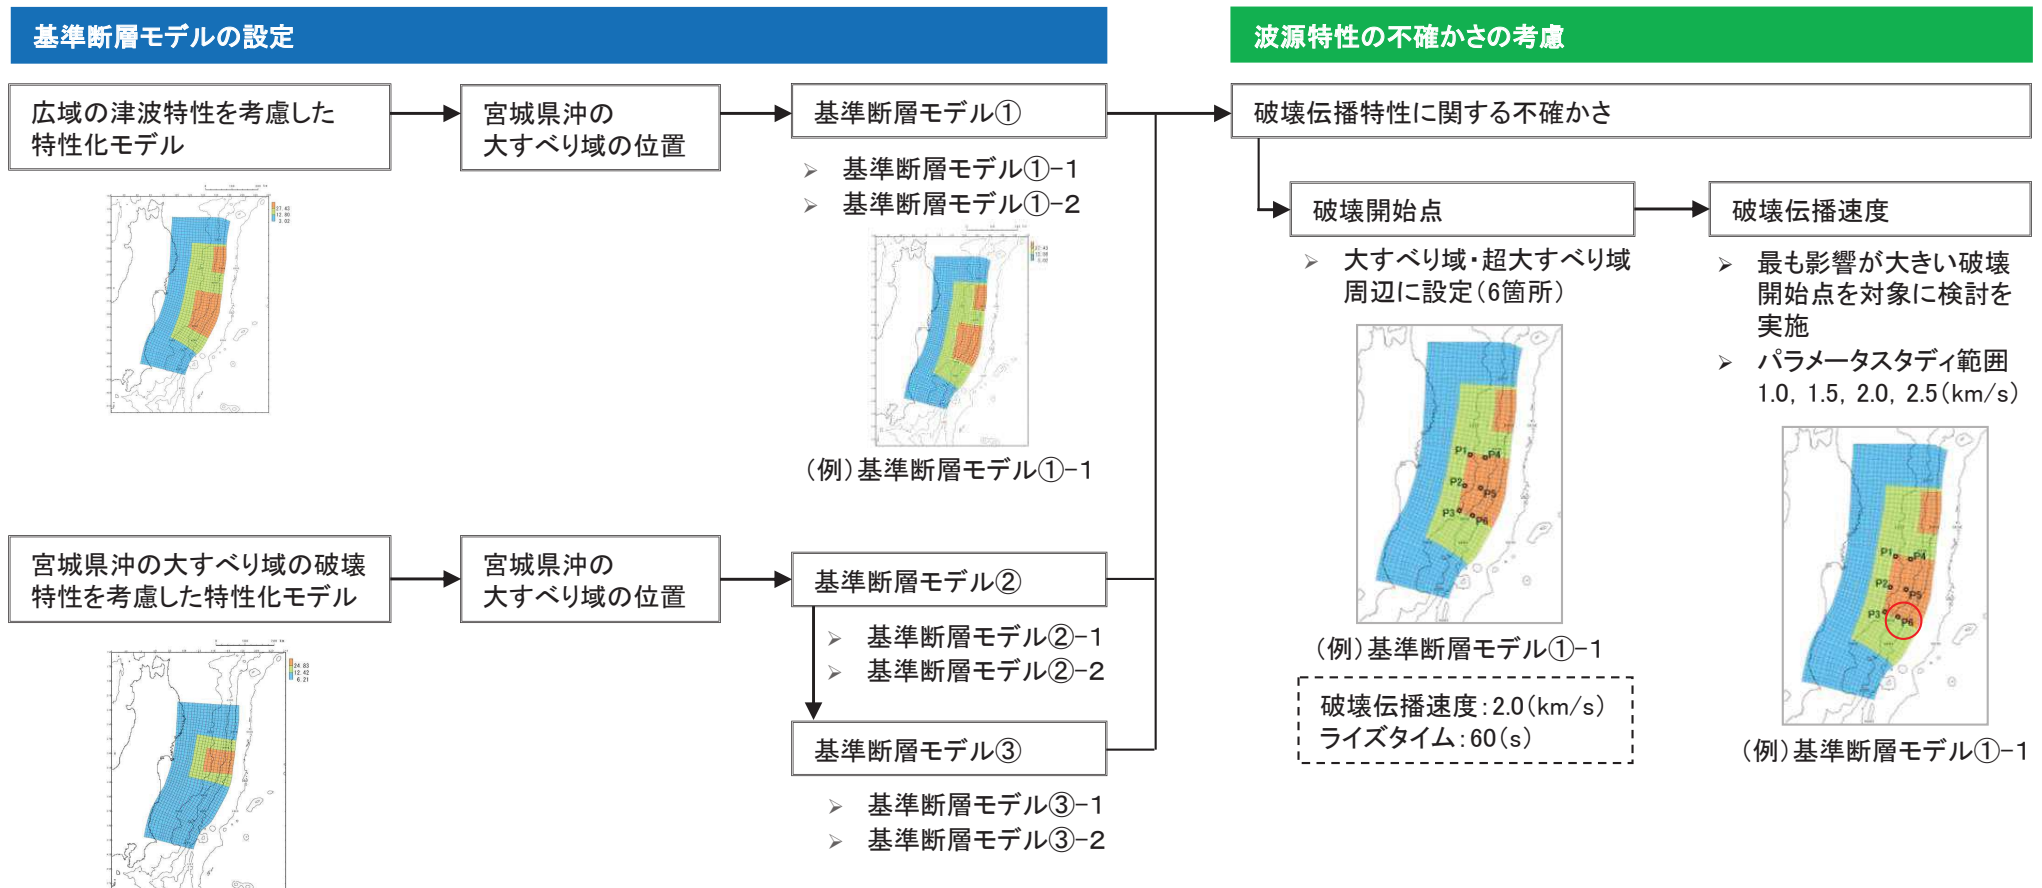 基準断層モデルの設定
波源特性の不確かさの考慮
広域の津波特性を考慮した
特性化モデル
宮城県沖の
大すべり域の位置
基準断層モデル①
➢ 基準断層モデル①-1
➢ 基準断層モデル①-2
(例)基準断層モデル①-1
27.43
12.86
3.02
宮城県沖の大すべり域の破壊
特性を考慮した特性化モデル
宮城県沖の
大すべり域の位置
基準断層モデル②
➢ 基準断層モデル②-1
➢ 基準断層モデル②-2
基準断層モデル③
➢ 基準断層モデル③-1
➢ 基準断層モデル③-2
24.83
12.42
6.21
破壊伝播特性に関する不確かさ
破壊開始点
➢ 大すべり域・超大すべり域
周辺に設定(6箇所)
P1 P4
P2 P5
P3 P6
(例)基準断層モデル①-1
破壊伝播速度:2.0(km/s)
ライズタイム:60(s)
破壊伝播速度
➢ 最も影響が大きい破壊
開始点を対象に検討を
実施
➢ パラメータスタディ範囲
1.0, 1.5, 2.0, 2.5(km/s)
P1 P4
P2 P5
P3 P6
(例)基準断層モデル①-1